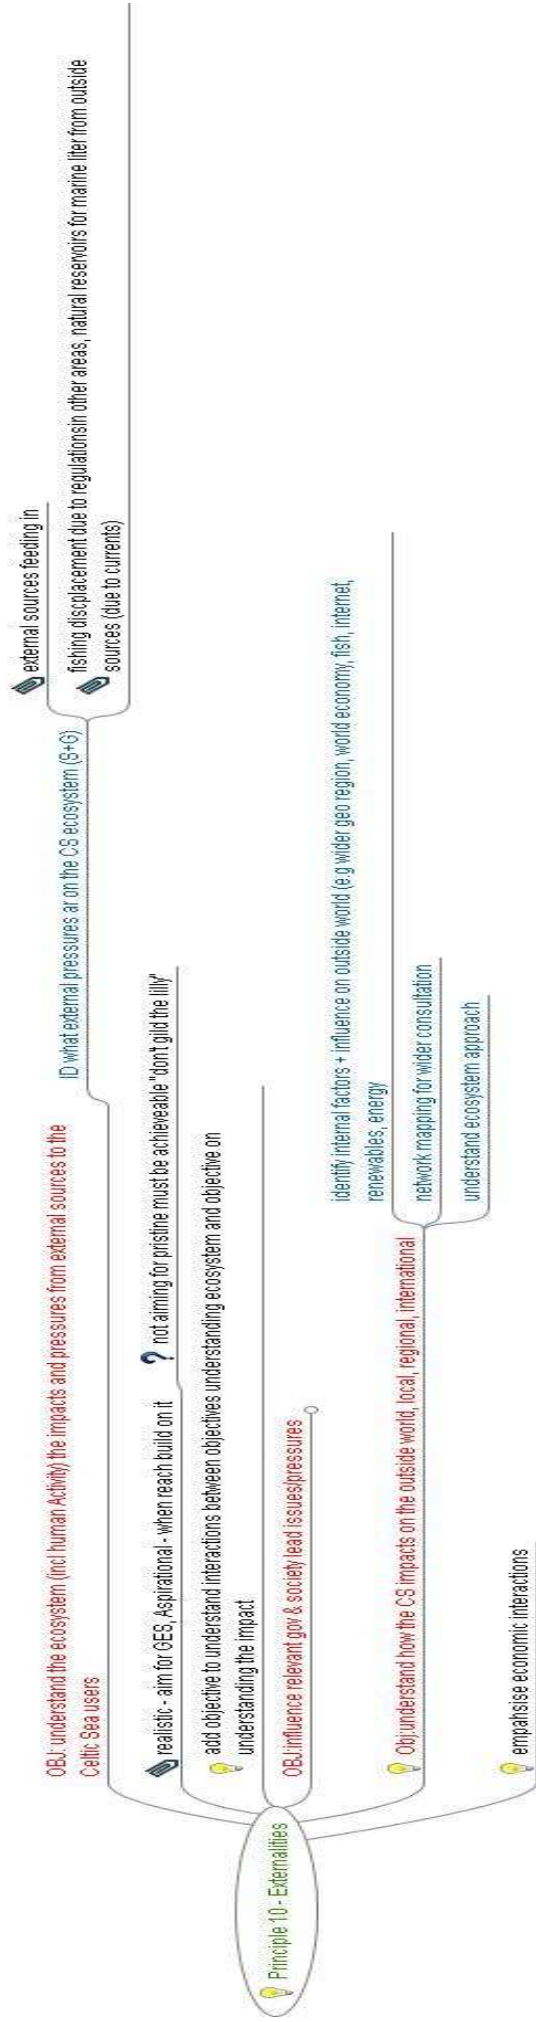 Principle 10 - Externalities
OBJ: understand the ecosystem (incl human Activity) the impacts and pressures from external sources to the
Celtic Sea users
ID what external pressures ar on the CS ecosystem (S+G)
external sources feeding in
fishing discplacement due to regulationsin other areas, natural reservoirs for marine liter from outside
sources (due to currents)
realistic - aim for GES, Aspirational - when reach build on it
not aiming for pristine must be achieveable "don't gild the lilly"
add objective to understand interactions between objectives understanding ecosystem and objective on
understanding the impact
OBJ:influence relevant gov & society lead issues/pressures
Obj:understand how the CS impacts on the outside world, local, regional, international
identify internal factors + influence on outside world (e.g wider geo region, world economy, fish, internet,
renewables, energy
network mapping for wider consultation
understand ecosystem approach
empahsise economic interactions